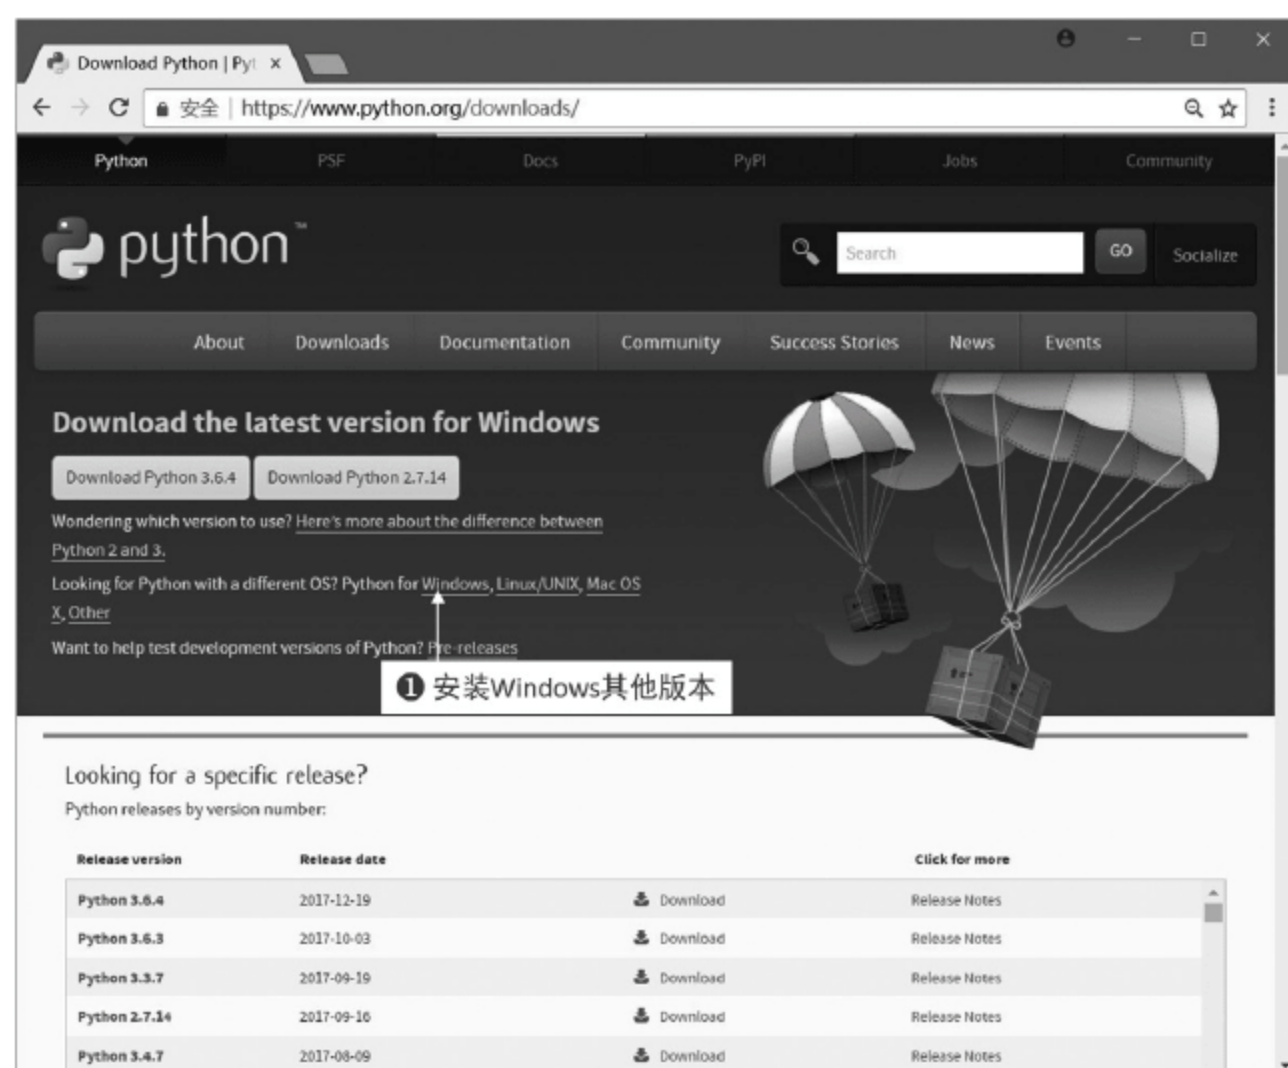 Download Python | Pyt
安全 | https://www.python.org/downloads/
Python PSF Docs PyPI Jobs Community
python™
Search GO Socialize
About Downloads Documentation Community Success Stories News Events
Download the latest version for Windows
Download Python 3.6.4 Download Python 2.7.14
Wondering which version to use? Here's more about the difference between
Python 2 and 3.
Looking for Python with a different OS? Python for Windows, Linux/UNIX, Mac OS
X, Other
Want to help test development versions of Python? Pre-releases
❶ 安装Windows其他版本
Looking for a specific release?
Python releases by version number:
Release version Release date Click for more
Python 3.6.4 2017-12-19 Download Release Notes
Python 3.6.3 2017-10-03 Download Release Notes
Python 3.3.7 2017-09-19 Download Release Notes
Python 2.7.14 2017-09-16 Download Release Notes
Python 3.4.7 2017-08-09 Download Release Notes